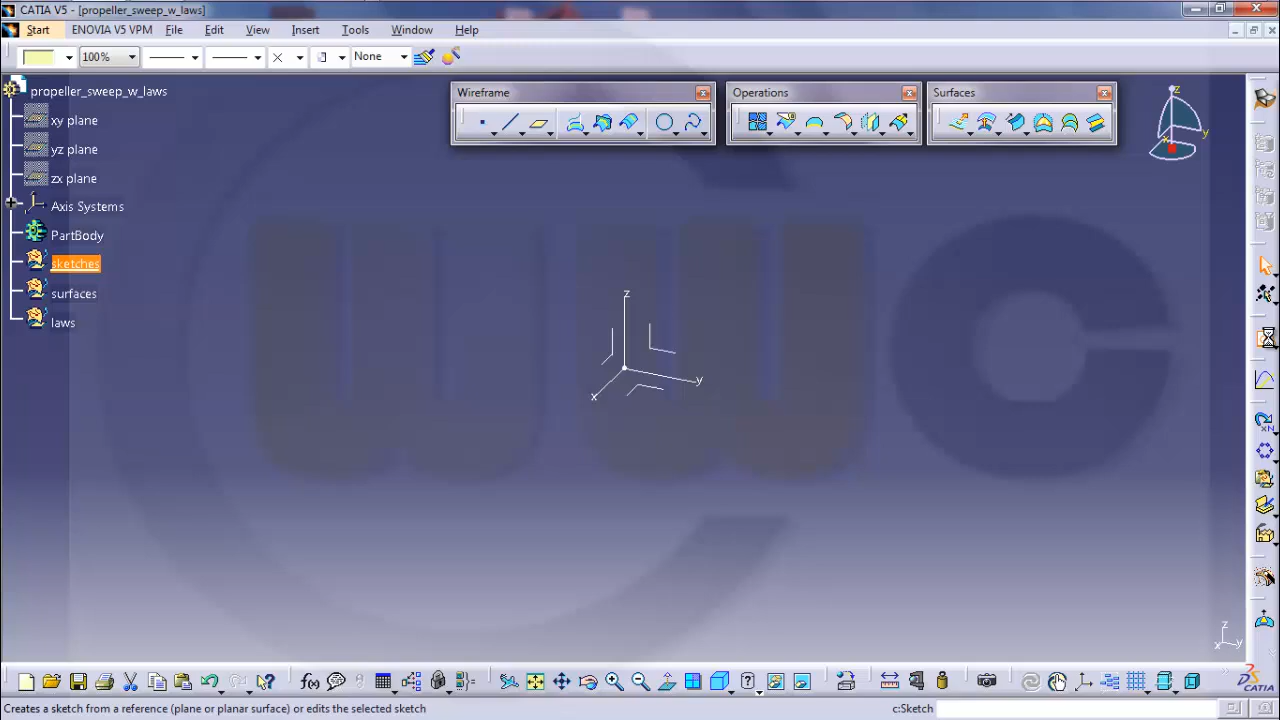 CATIA V5 - [propeller_sweep_w_laws]
Start ENOVIA V5 VPM File Edit View Insert Tools Window Help
100% None
propeller_sweep_w_laws
xy plane
yz plane
zx plane
Axis Systems
PartBody
sketches
surfaces
laws
Wireframe
Operations
Surfaces
z
y
x
z
y
x
wwc
z
x y
f(x)
CATIA
Creates a sketch from a reference (plane or planar surface) or edits the selected sketch
c:Sketch